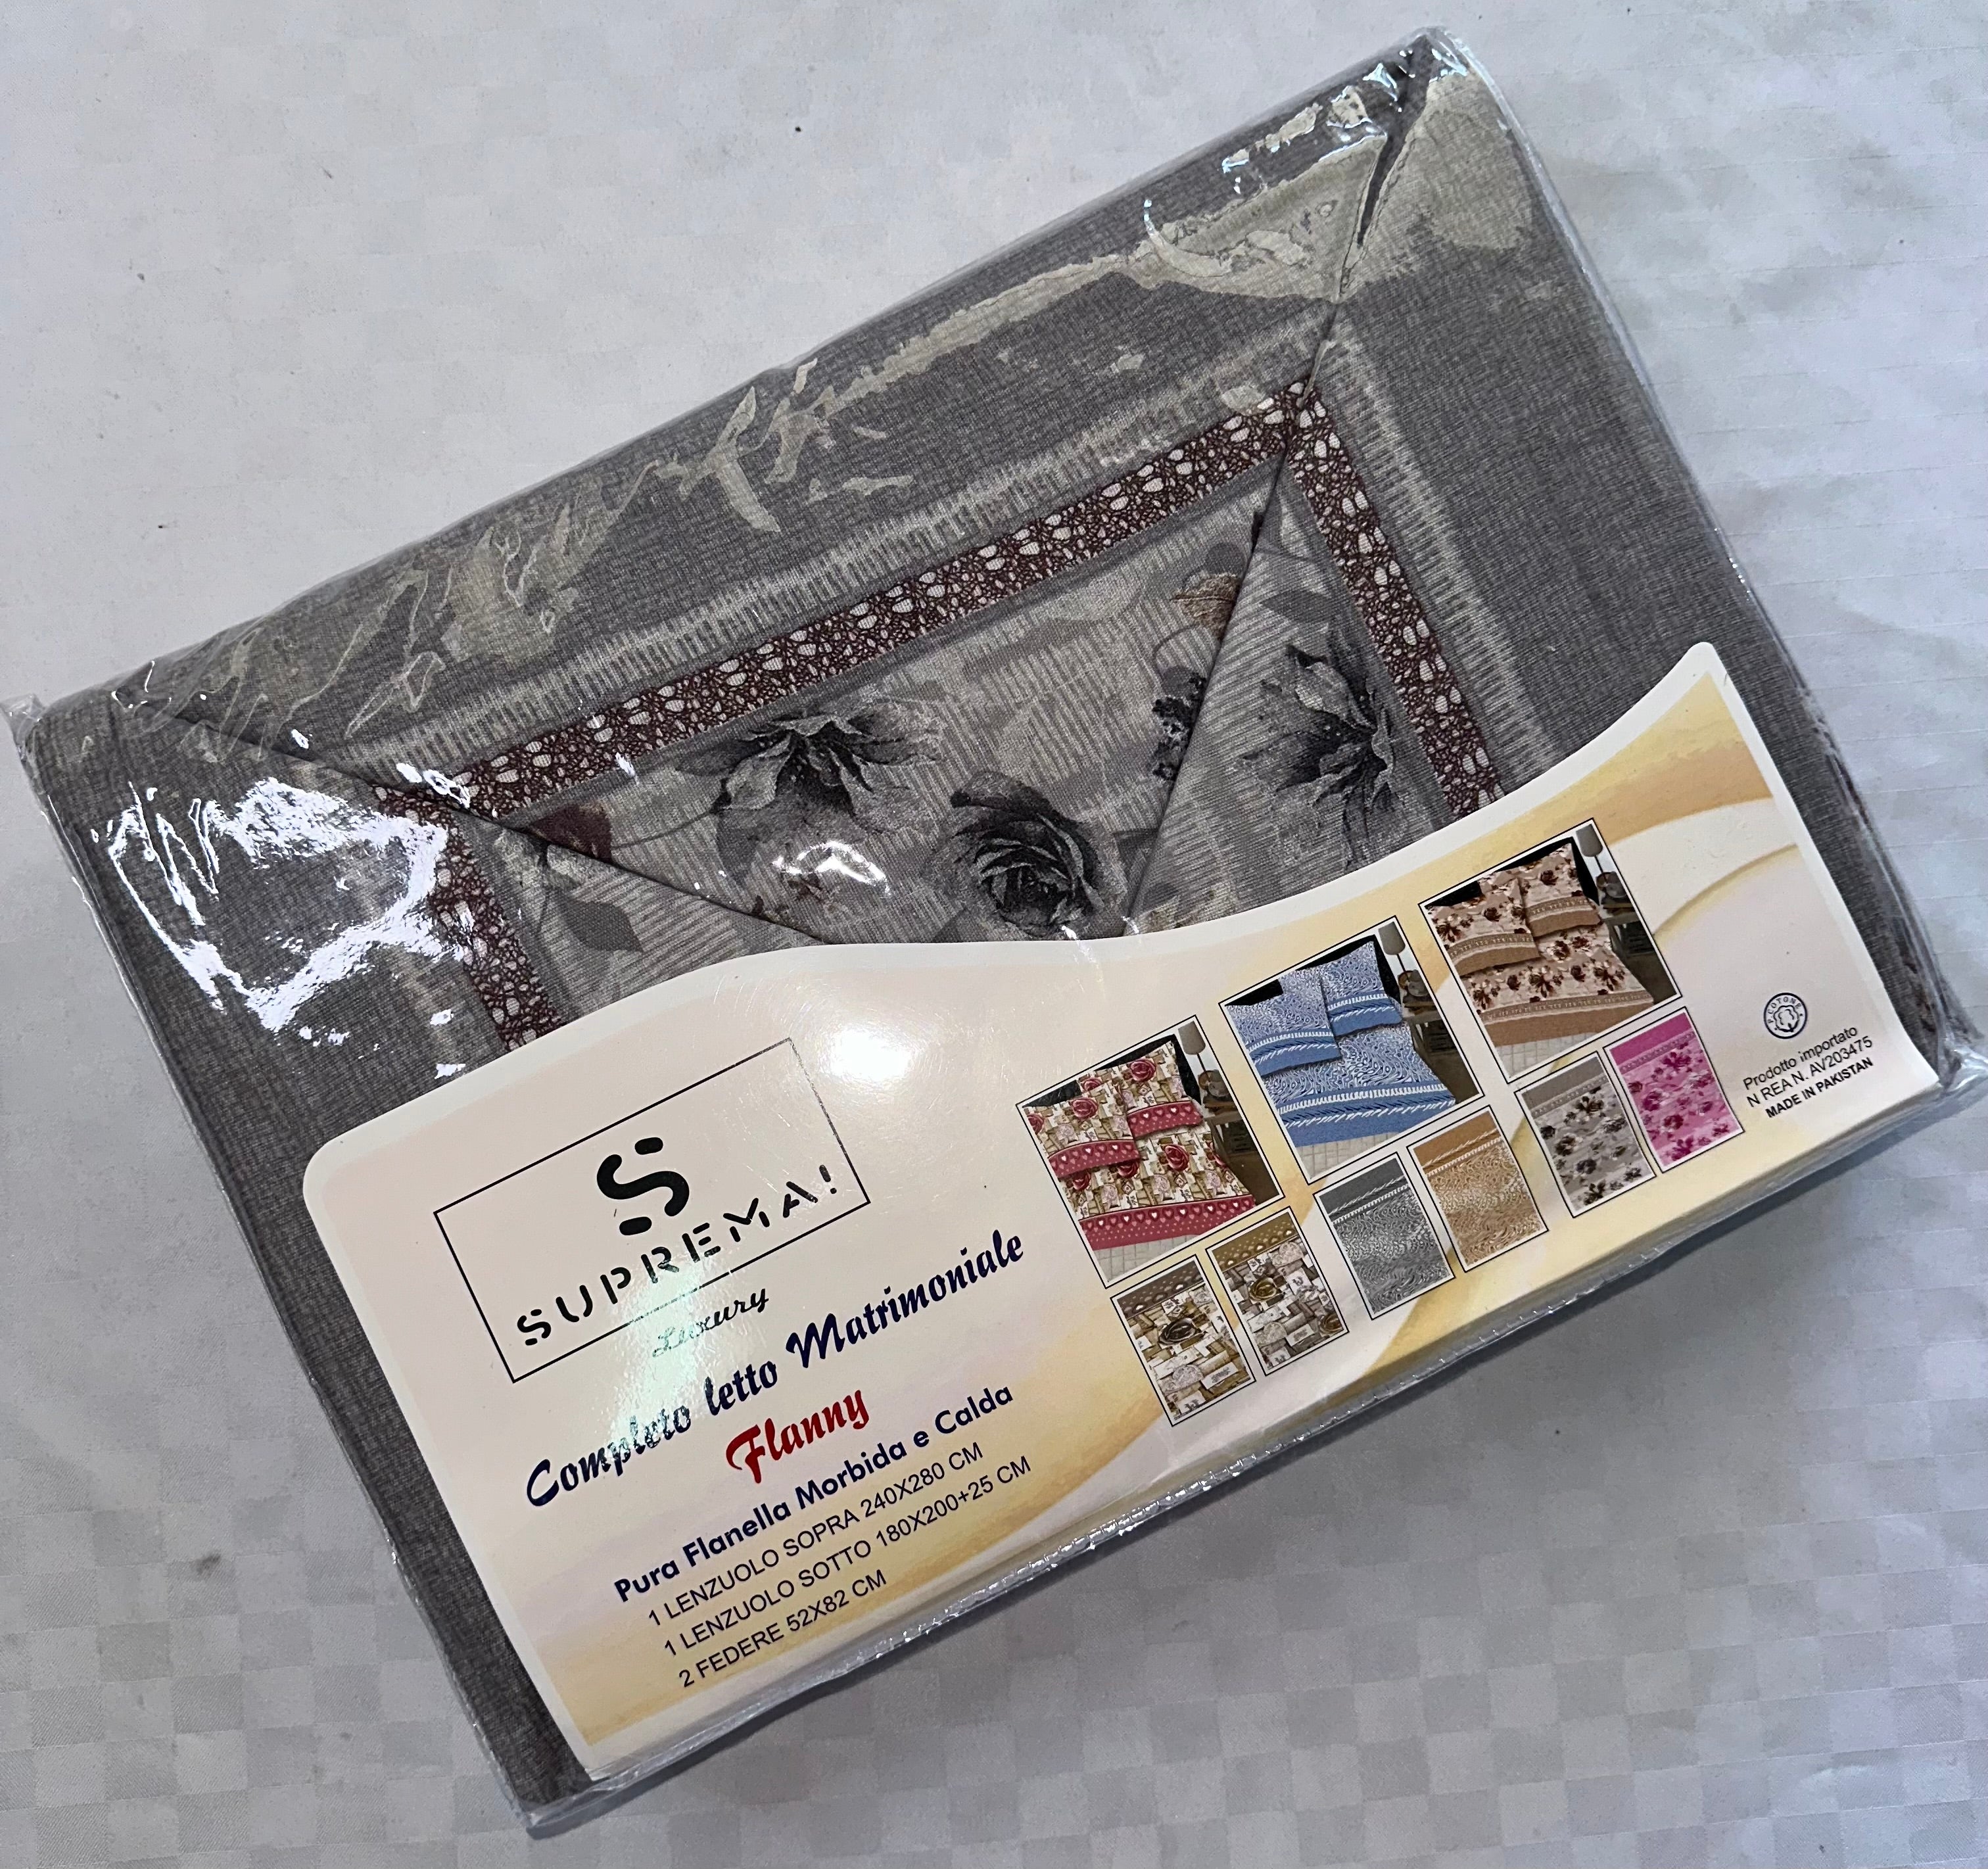 S
SUPREMA!
Luxury
Completo letto Matrimoniale
Flanny
Pura Flanella Morbida e Calda
1 LENZUOLO SOPRA 240X280 CM
1 LENZUOLO SOTTO 180X200+25 CM
2 FEDERE 52X82 CM
COTONE
Prodotto importato
N REA N. AV203475
MADE IN PAKISTAN